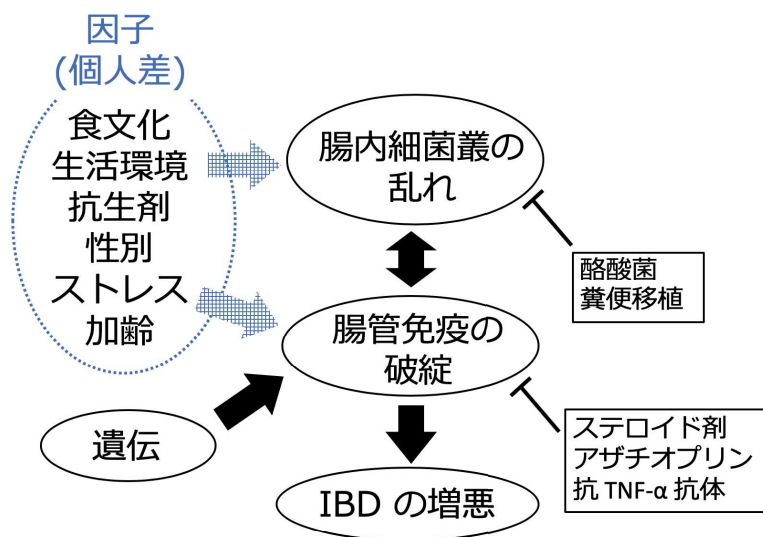 因子
(個人差)
食文化
生活環境
抗生剤
性別
ストレス
加齢
腸内細菌叢の
乱れ
酪酸菌
糞便移植
腸管免疫の
破綻
遺伝
ステロイド剤
アザチオプリン
抗 TNF-α 抗体
IBD の増悪